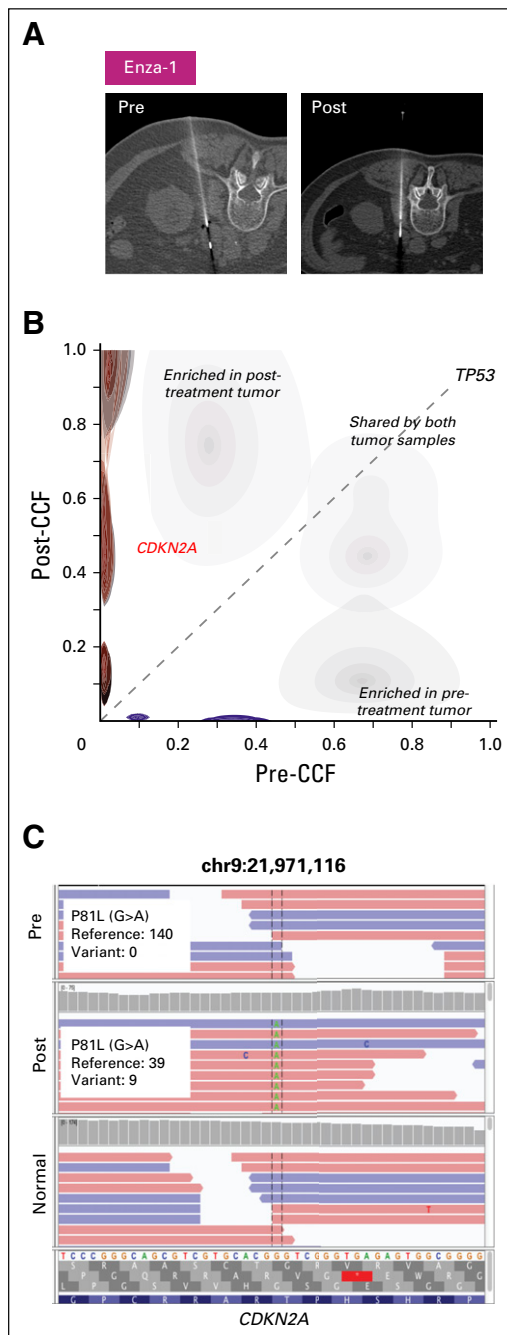 A
Enza-1
Pre
Post
B
1.0
0.8
0.6
0.4
0.2
0
0.2
0.4
0.6
0.8
1.0
Post-CCF
Pre-CCF
Enriched in post-
treatment tumor
TP53
Shared by both
tumor samples
CDKN2A
Enriched in pre-
treatment tumor
C
chr9:21,971,116
Pre
P81L (G>A)
Reference: 140
Variant: 0
Post
P81L (G>A)
Reference: 39
Variant: 9
A
C
C
Normal
T
T C C C G G G C A G C G T C G T G C A C G G G T C G G G T G A G A G T G G C G G G G
S R A A S C T G R V R V A G
P G Q R R A R V G * E W R G
L P G S V V H G S G E S G G
G P C R R A R T P H S H R P
CDKN2A